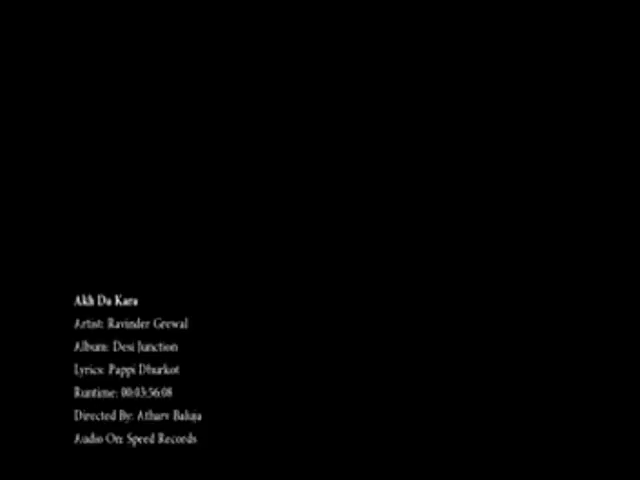 Akh Da Kara
Artist: Ravinder Grewal
Album: Desi Junction
Lyrics: Pappi Dhurkot
Runtime: 00:03:56:08
Directed By: Atharv Baluja
Audio On: Speed Records